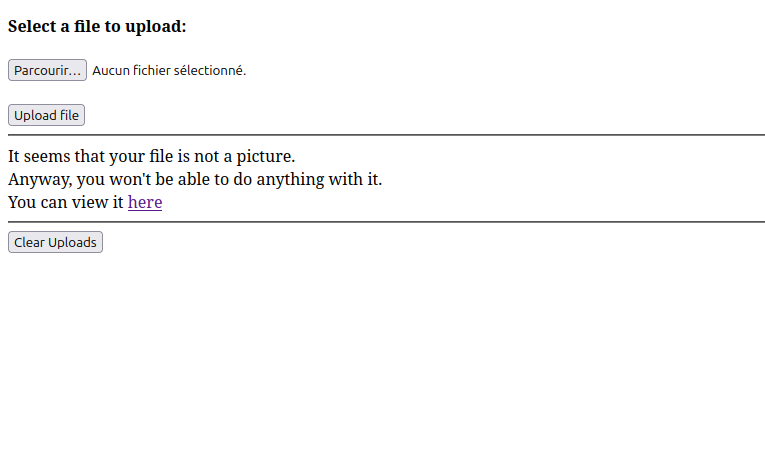 Select a file to upload:
Parcourir... Aucun fichier sélectionné.
Upload file
It seems that your file is not a picture.
Anyway, you won't be able to do anything with it.
You can view it here
Clear Uploads